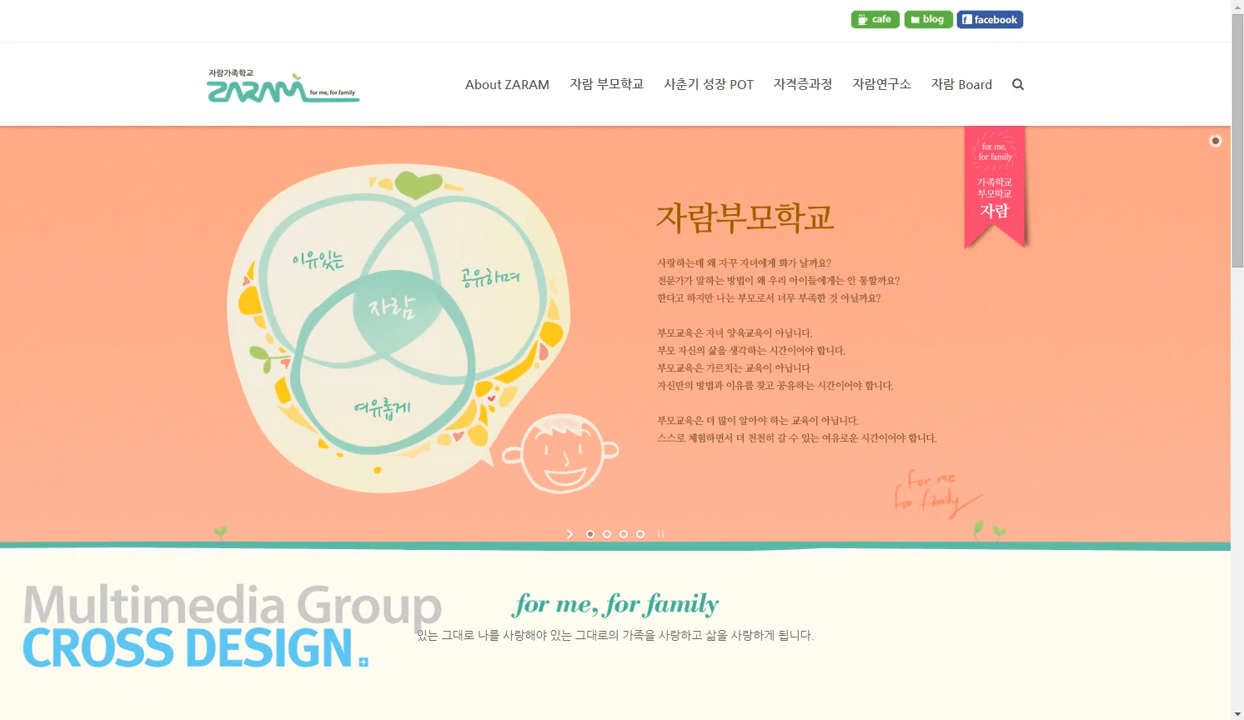 cafe blog facebook
자람가족학교
ZARAM for me, for family
About ZARAM 자람 부모학교 사춘기 성장 POT 자격증과정 자람연구소 자람 Board
for me,
for family
가족학교
부모학교
자람
이유있는
공유하며
자람
여유롭게
자람부모학교
사랑하는데 왜 자꾸 자녀에게 화가 날까요?
전문가가 말하는 방법이 왜 우리 아이들에게는 안 통할까요?
한다고 하지만 나는 부모로서 너무 부족한 것 아닐까요?
부모교육은 자녀 양육교육이 아닙니다.
부모 자신의 삶을 생각하는 시간이어야 합니다.
부모교육은 가르치는 교육이 아닙니다
자신만의 방법과 이유를 찾고 공유하는 시간이어야 합니다.
부모교육은 더 많이 알아야 하는 교육이 아닙니다.
스스로 체험하면서 더 천천히 갈 수 있는 여유로운 시간이어야 합니다.
for me
for family
for me, for family
있는 그대로 나를 사랑해야 있는 그대로의 가족을 사랑하고 삶을 사랑하게 됩니다.
Multimedia Group
CROSS DESIGN.